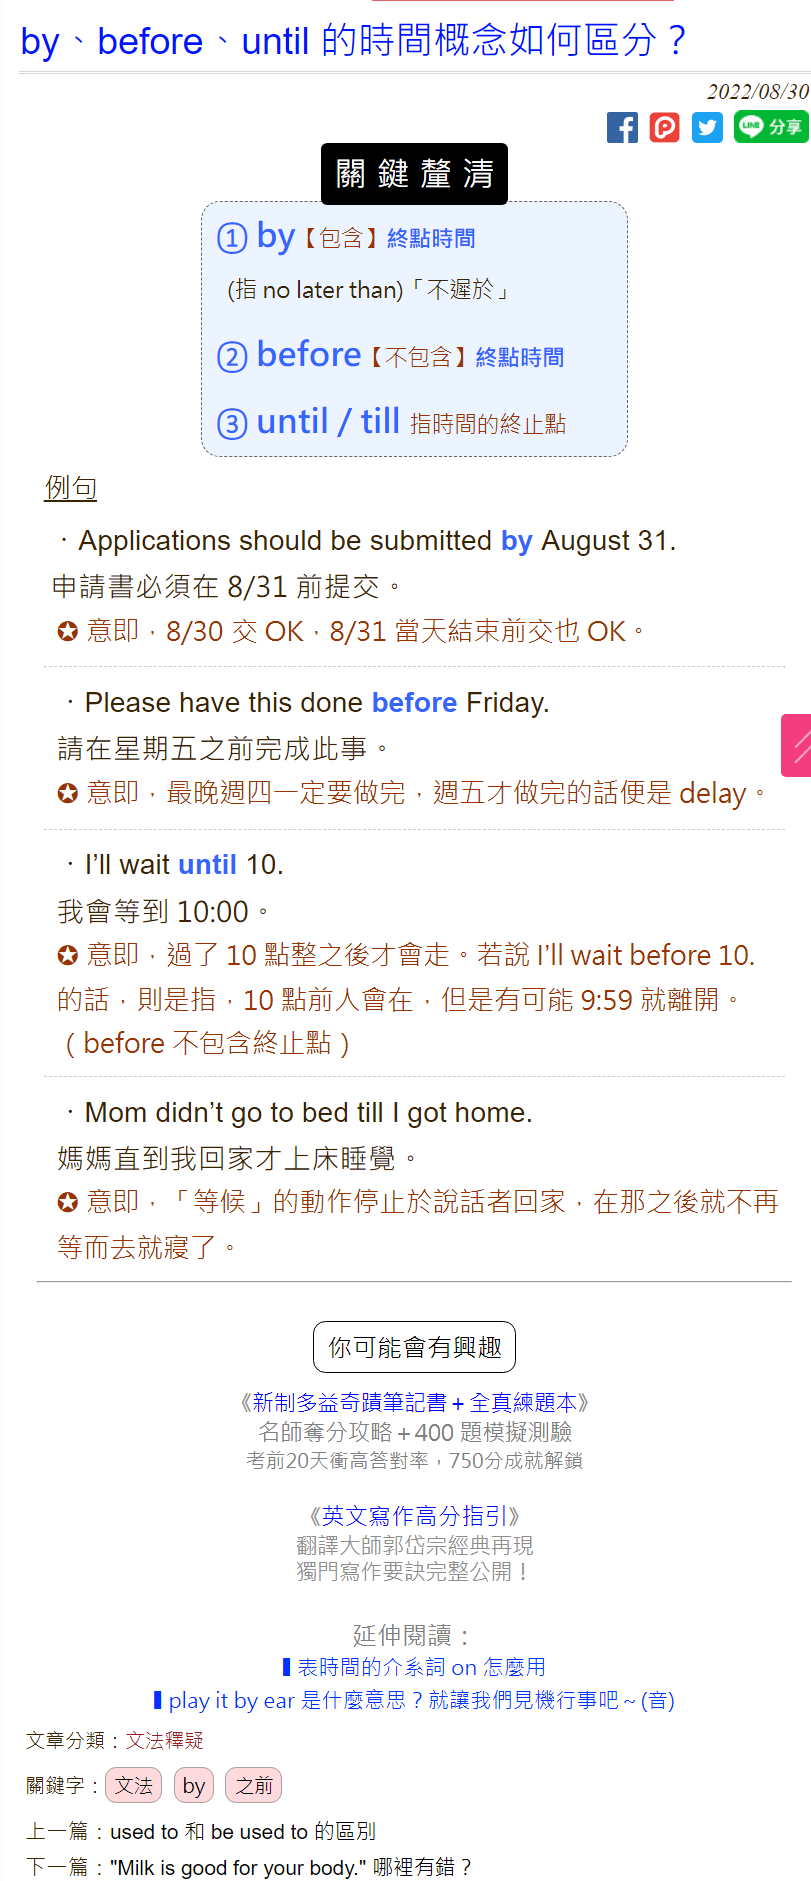 by、before、until 的時間概念如何區分？
2022/08/30
LINE 分享
關鍵釐清
① by【包含】終點時間
(指 no later than)「不遲於」
② before【不包含】終點時間
③ until / till 指時間的終止點
例句
· Applications should be submitted by August 31.
申請書必須在 8/31 前提交。
✪ 意即，8/30 交 OK，8/31 當天結束前交也 OK。
· Please have this done before Friday.
請在星期五之前完成此事。
✪ 意即，最晚週四一定要做完，週五才做完的話便是 delay。
· I’ll wait until 10.
我會等到 10:00。
✪ 意即，過了 10 點整之後才會走。若說 I’ll wait before 10.
的話，則是指，10 點前人會在，但是有可能 9:59 就離開。
（before 不包含終止點）
· Mom didn’t go to bed till I got home.
媽媽直到我回家才上床睡覺。
✪ 意即，「等候」的動作停止於說話者回家，在那之後就不再
等而去就寢了。
你可能會有興趣
《新制多益奇蹟筆記書＋全真練題本》
名師奪分攻略＋400 題模擬測驗
考前20天衝高答對率，750分成就解鎖
《英文寫作高分指引》
翻譯大師郭岱宗經典再現
獨門寫作要訣完整公開！
延伸閱讀：
▌表時間的介系詞 on 怎麼用
▌play it by ear 是什麼意思？就讓我們見機行事吧～(音)
文章分類：文法釋疑
關鍵字：文法 by 之前
上一篇：used to 和 be used to 的區別
下一篇："Milk is good for your body." 哪裡有錯？